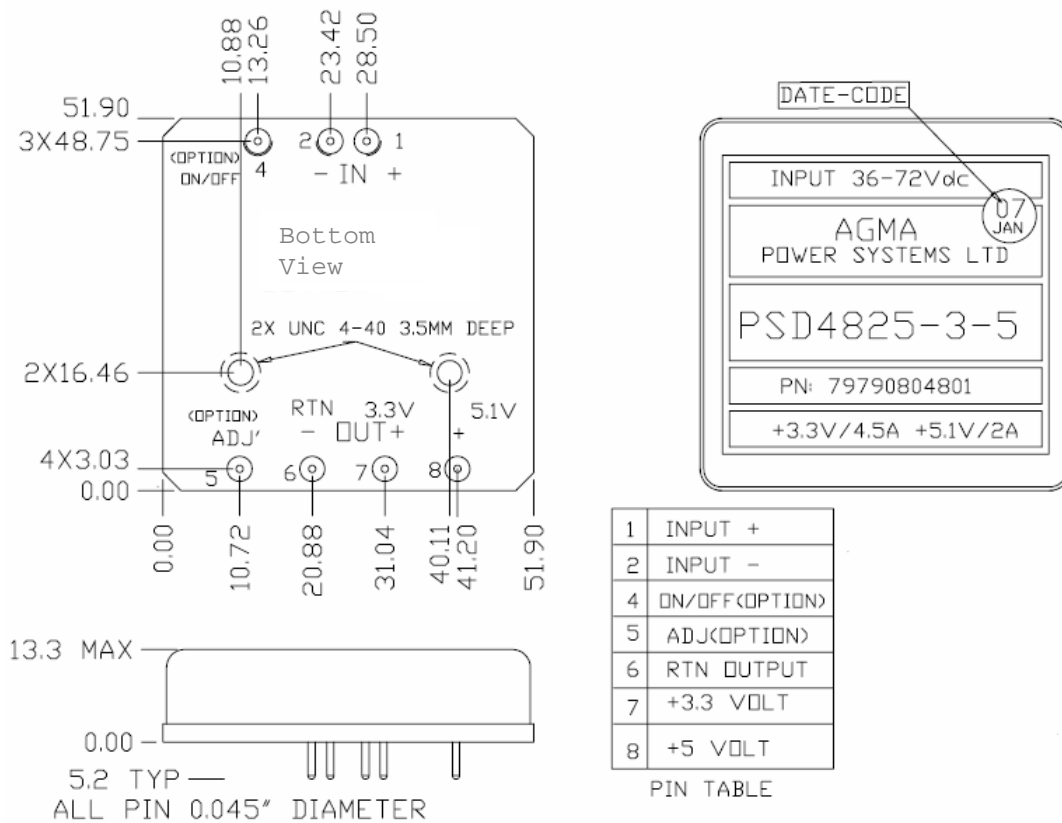 10.88
13.26
23.42
28.50
51.90
3X48.75
(OPTION)
ON/OFF
4
2
1
- IN +
Bottom
View
2X UNC 4-40 3.5MM DEEP
2X16.46
(OPTION)
ADJ'
RTN 3.3V 5.1V
- OUT+ +
4X3.03
5
6
7
8
0.00
0.00
10.72
20.88
31.04
40.11
41.20
51.90
13.3 MAX
0.00
5.2 TYP
ALL PIN 0.045" DIAMETER
DATE-CODE
INPUT 36-72Vdc
07
JAN
AGMA
POWER SYSTEMS LTD
PSD4825-3-5
PN: 79790804801
+3.3V/4.5A +5.1V/2A
1 INPUT +
2 INPUT -
4 ON/OFF(OPTION)
5 ADJ(OPTION)
6 RTN OUTPUT
7 +3.3 VOLT
8 +5 VOLT
PIN TABLE